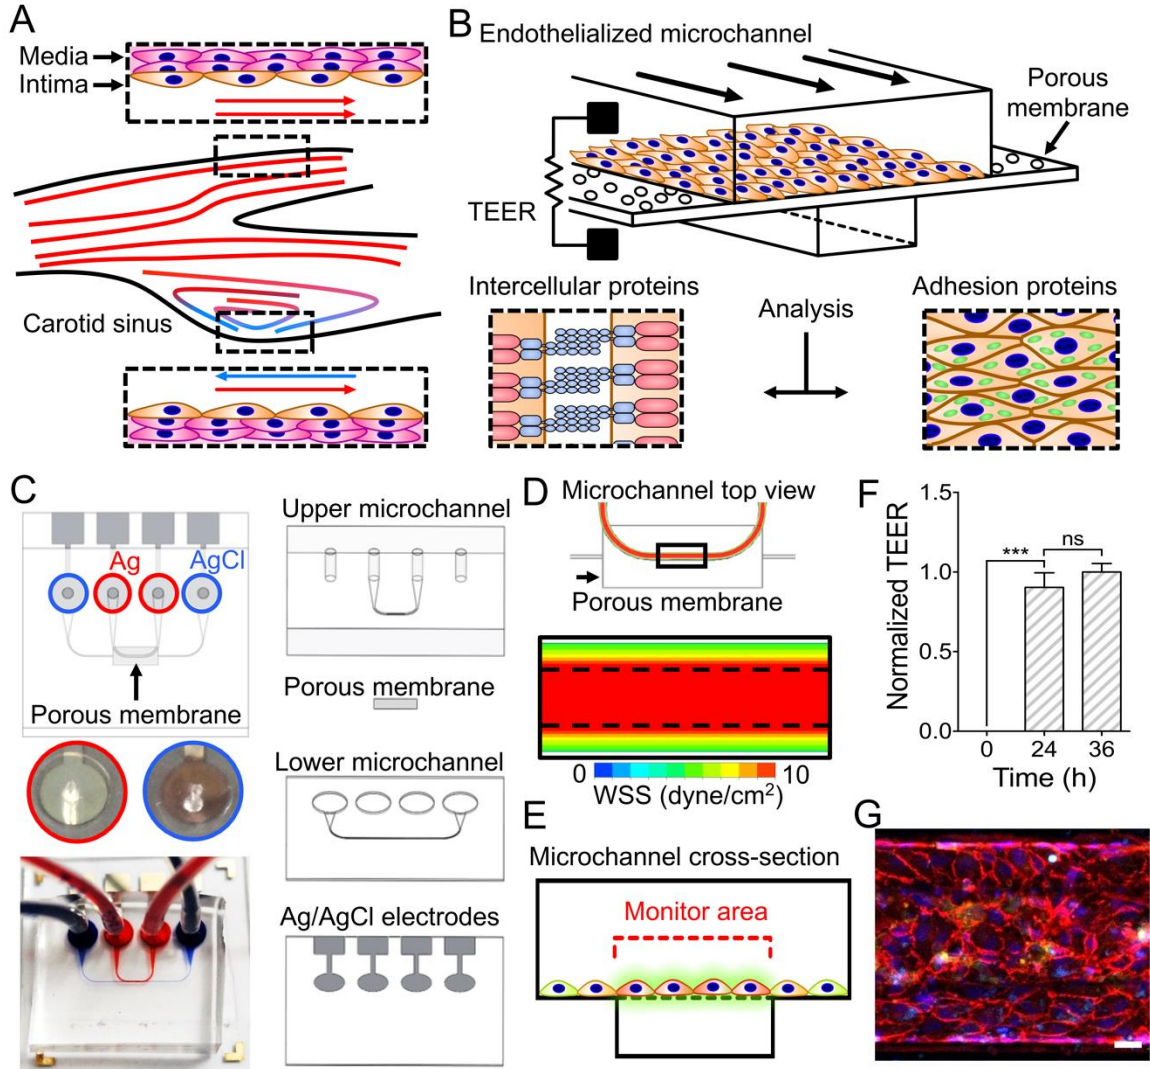 A
Media
Intima
Carotid sinus
B
Endothelialized microchannel
Porous
membrane
TEER
Intercellular proteins
Analysis
Adhesion proteins
C
Ag
AgCl
Porous membrane
Upper microchannel
Porous membrane
Lower microchannel
Ag/AgCl electrodes
D
Microchannel top view
Porous membrane
0
10
WSS (dyne/cm²)
E
Microchannel cross-section
Monitor area
F
Normalized TEER
1.5
1.0
0.5
0.0
***
ns
0
24
36
Time (h)
G